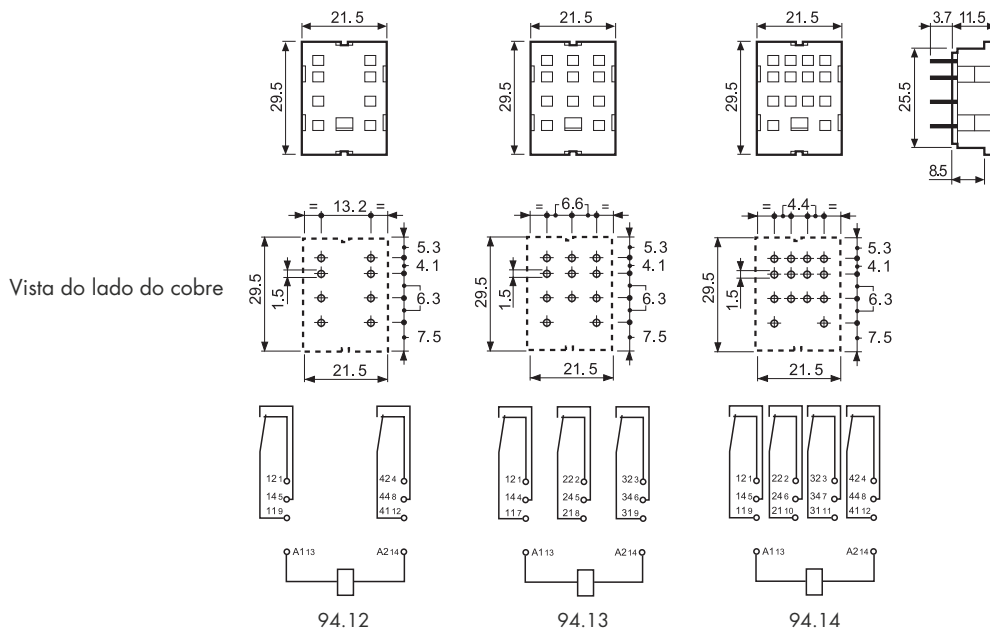 21.5 21.5 21.5 3.7 11.5
29.5 29.5 29.5 25.5
8.5
= 13.2 = = 6.6 = = 4.4 =
5.3 5.3 5.3
4.1 4.1 4.1
Vista do lado do cobre 29.5 1.5 6.3 29.5 1.5 6.3 29.5 1.5 6.3
7.5 7.5 7.5
21.5 21.5 21.5
12 1 42 4 12 1 22 2 32 3 12 1 22 2 32 3 42 4
14 5 44 8 14 4 24 5 34 6 14 5 24 6 34 7 44 8
11 9 41 12 11 7 21 8 31 9 11 9 21 10 31 11 41 12
A1 13 A2 14 A1 13 A2 14 A1 13 A2 14
94.12 94.13 94.14